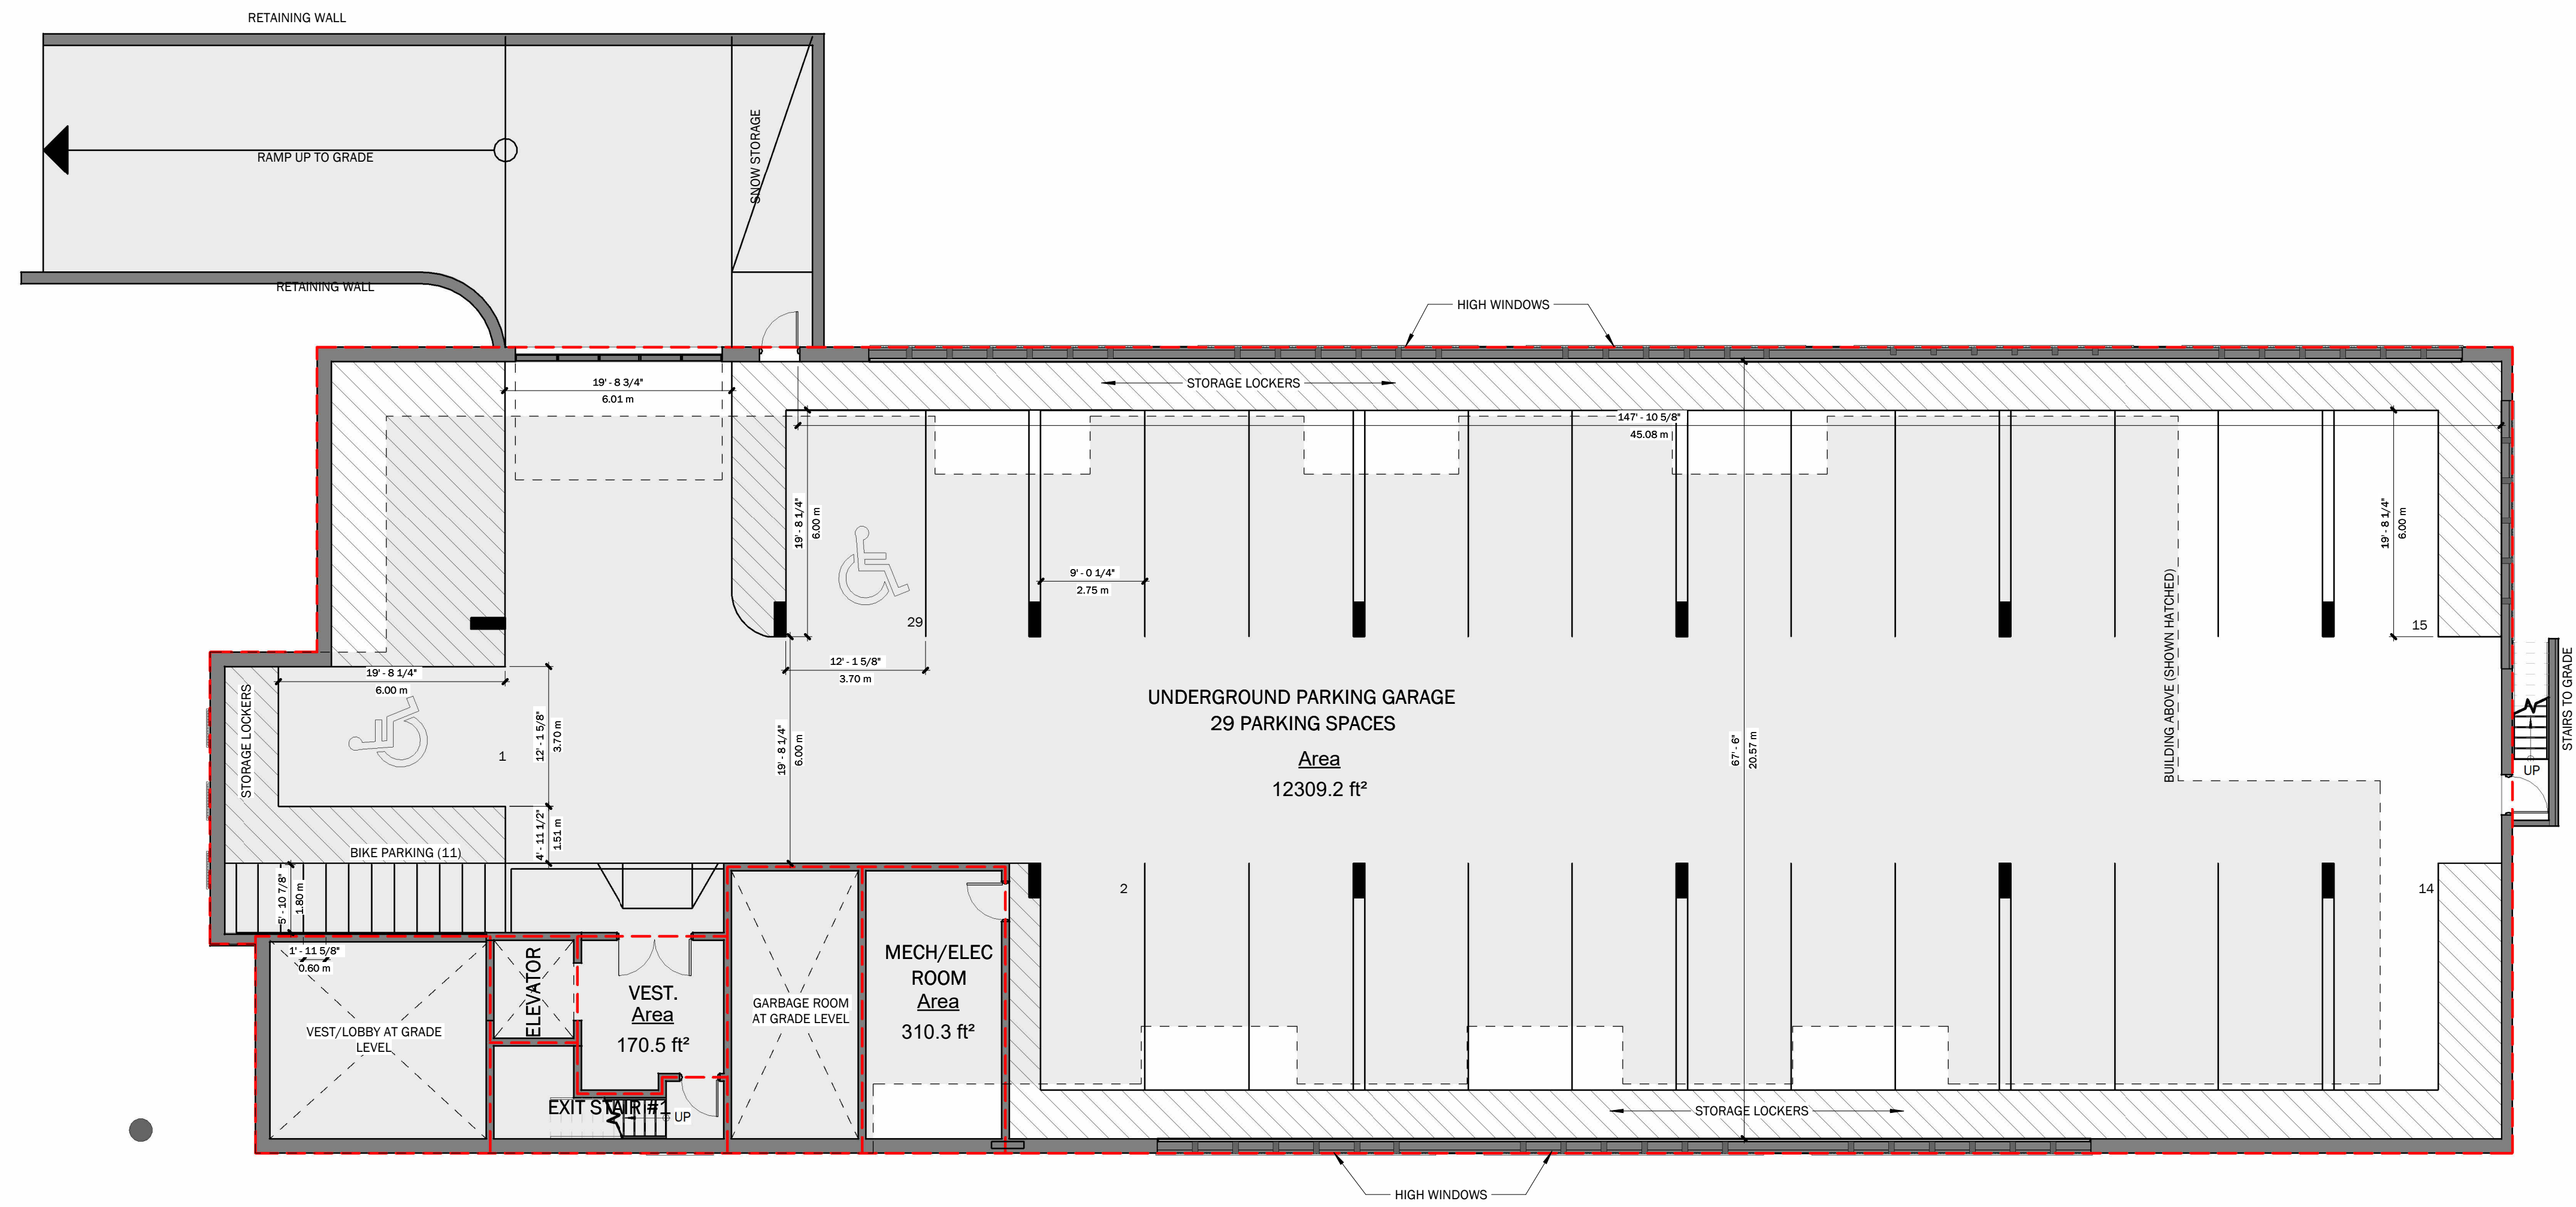 RETAINING WALL
SNOW STORAGE
RAMP UP TO GRADE
RETAINING WALL
HIGH WINDOWS
19' - 8 3/4"
6.01 m
STORAGE LOCKERS
147' - 10 5/8"
45.08 m
19' - 8 1/4"
6.00 m
19' - 8 1/4"
6.00 m
9' - 0 1/4"
2.75 m
29
15
BUILDING ABOVE (SHOWN HATCHED)
STAIRS TO GRADE
12' - 1 5/8"
3.70 m
19' - 8 1/4"
6.00 m
STORAGE LOCKERS
12' - 1 5/8"
3.70 m
1
19' - 8 1/4"
6.00 m
UNDERGROUND PARKING GARAGE
29 PARKING SPACES
Area
12309.2 ft²
67' - 6"
20.57 m
UP
4' - 11 1/2"
1.51 m
BIKE PARKING (11)
5' - 10 7/8"
1.80 m
2
14
1' - 11 5/8"
0.60 m
VEST/LOBBY AT GRADE
LEVEL
ELEVATOR
VEST.
Area
170.5 ft²
GARBAGE ROOM
AT GRADE LEVEL
MECH/ELEC
ROOM
Area
310.3 ft²
EXIT STAIR #1
UP
STORAGE LOCKERS
HIGH WINDOWS